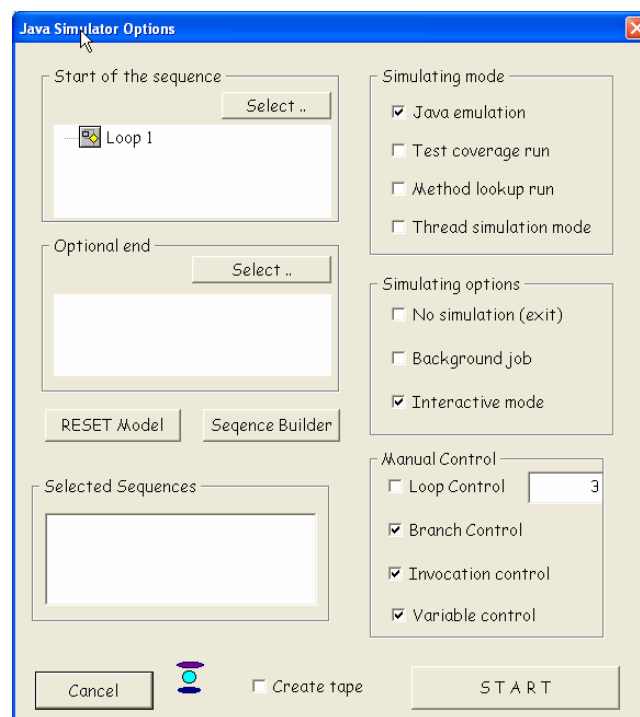 Java Simulator Options
Start of the sequence
Select ..
Loop 1
Optional end
Select ..
RESET Model
Seqence Builder
Selected Sequences
Simulating mode
Java emulation
Test coverage run
Method lookup run
Thread simulation mode
Simulating options
No simulation (exit)
Background job
Interactive mode
Manual Control
Loop Control 3
Branch Control
Invocation control
Variable control
Cancel
Create tape
S T A R T